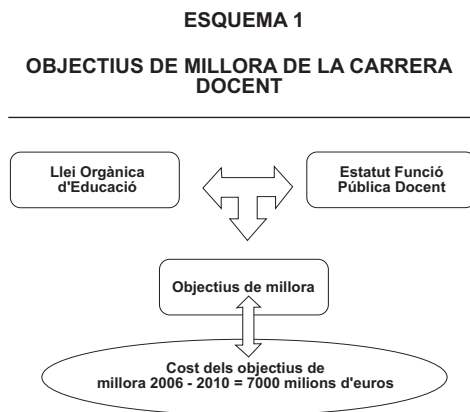 ESQUEMA 1
OBJECTIUS DE MILLORA DE LA CARRERA
DOCENT
Llei Orgànica
d'Educació
Estatut Funció
Pública Docent
Objectius de millora
Cost dels objectius de
millora 2006 - 2010 = 7000 milions d'euros